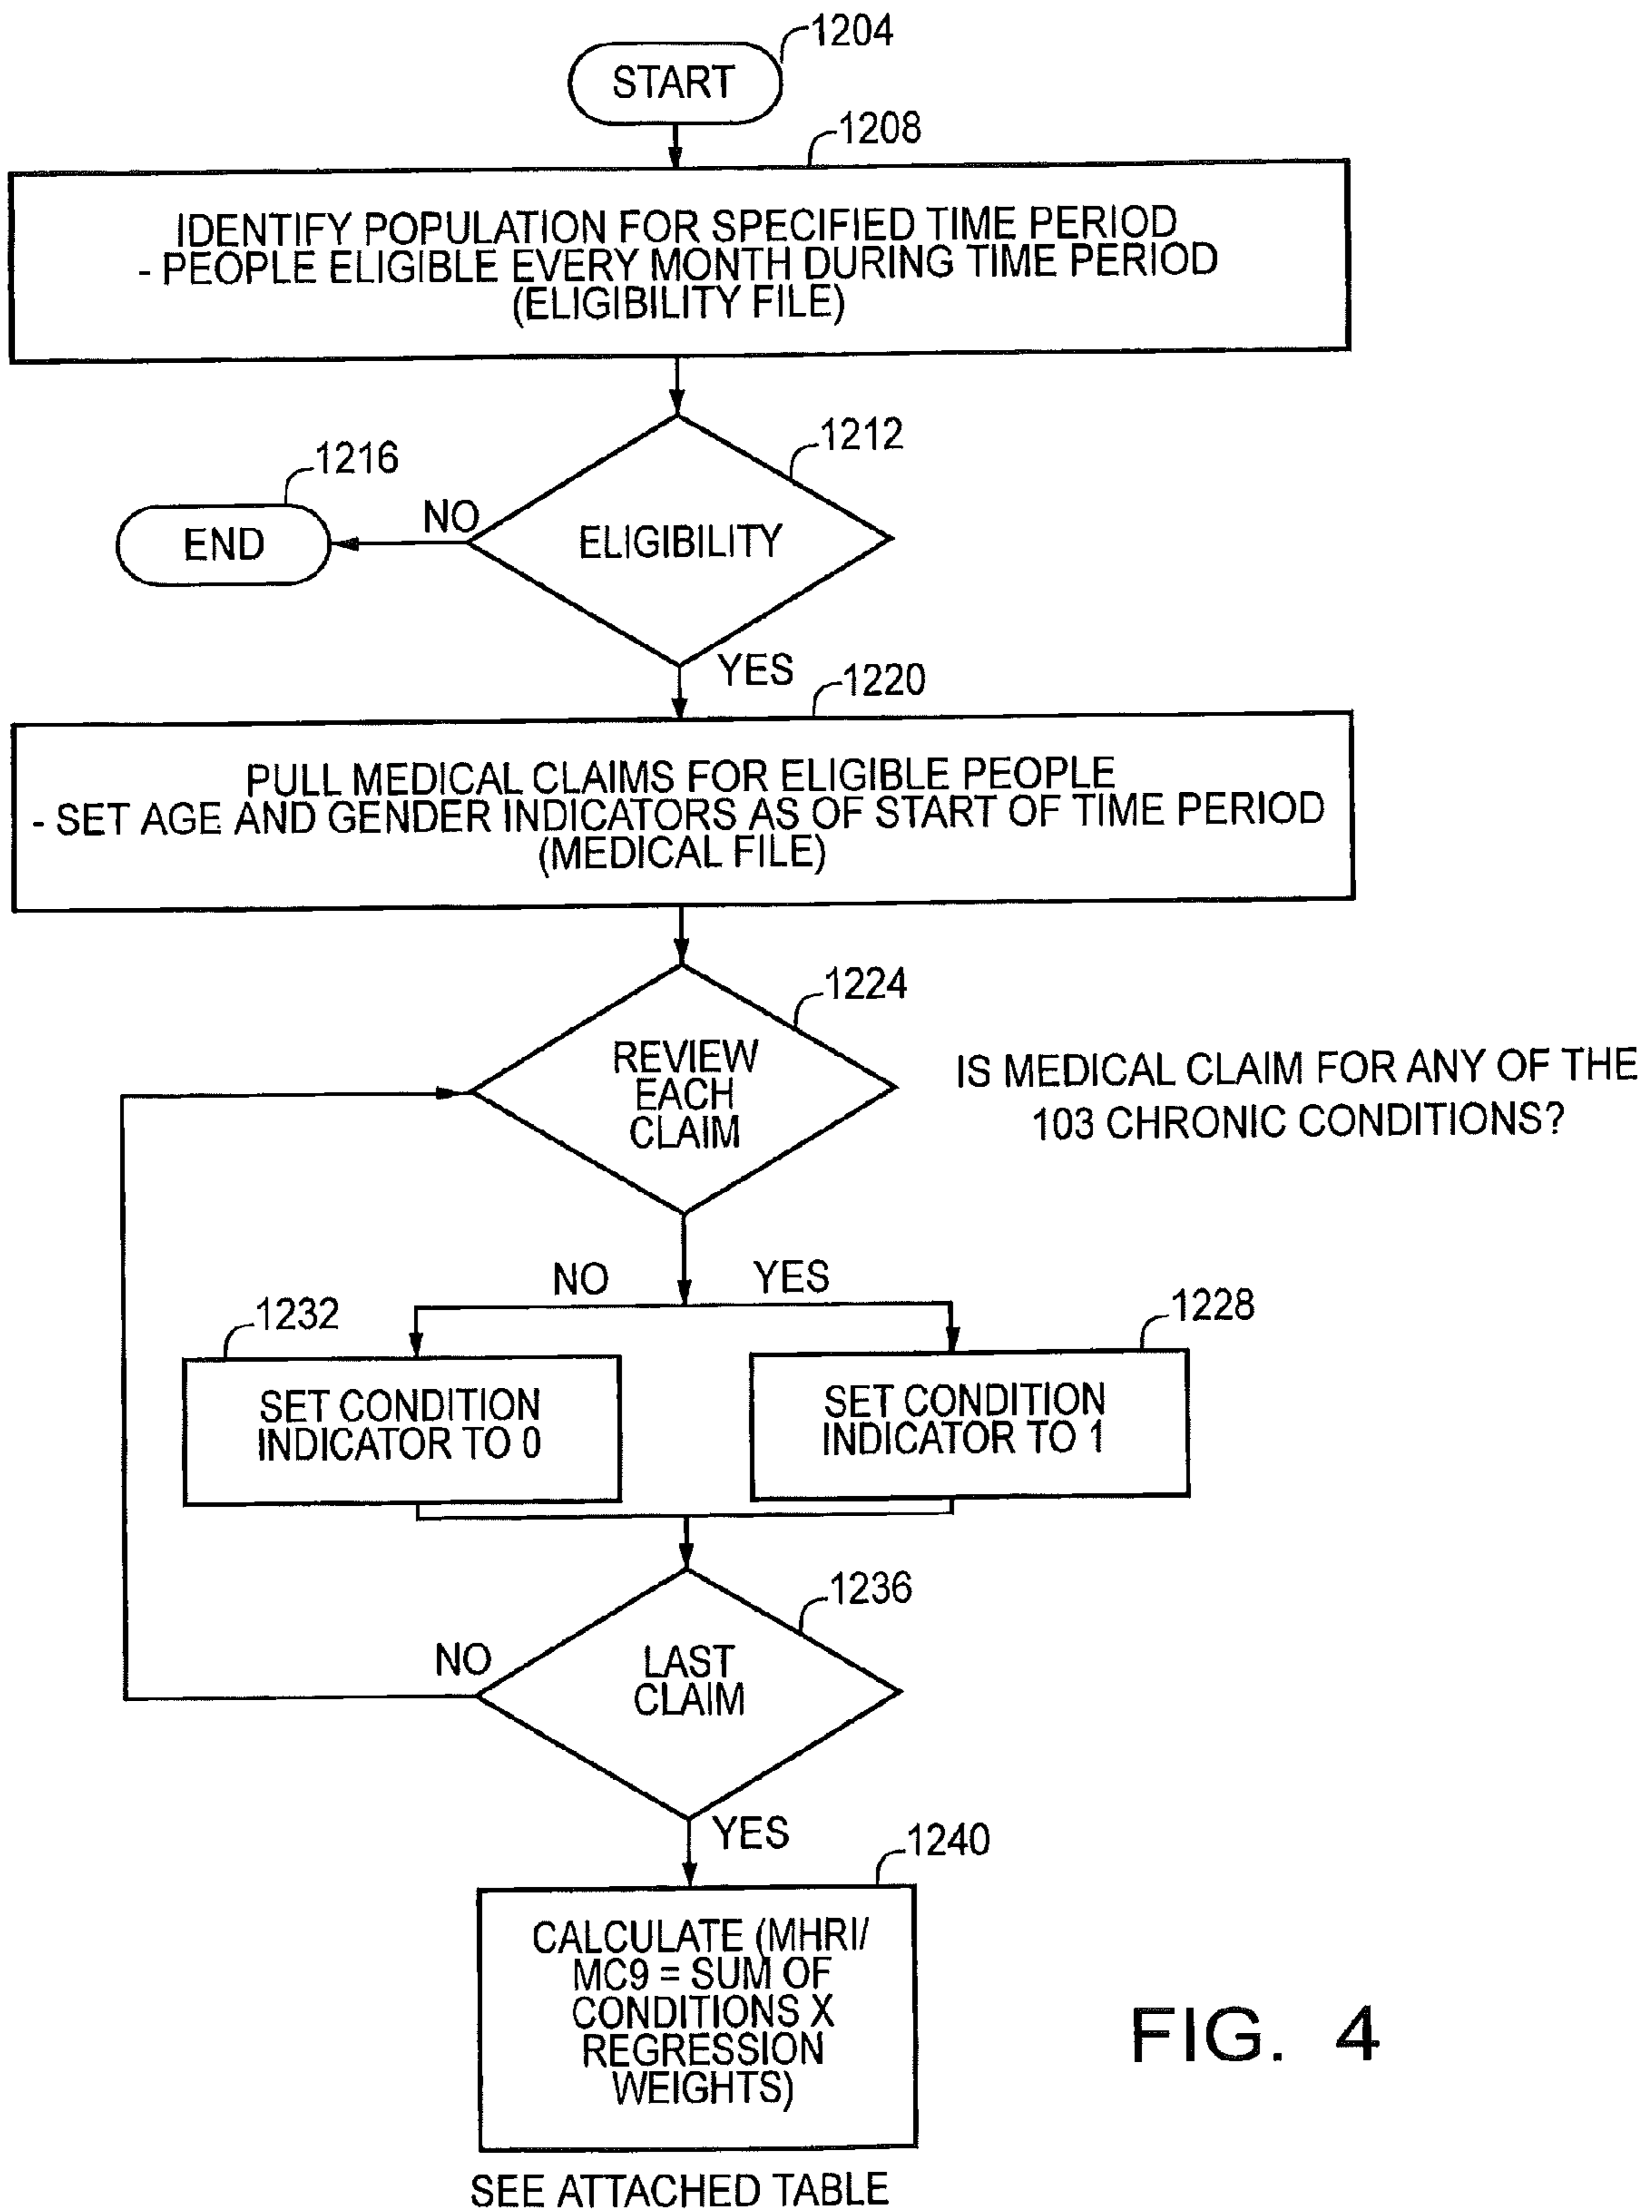 1204
START
1208
IDENTIFY POPULATION FOR SPECIFIED TIME PERIOD
- PEOPLE ELIGIBLE EVERY MONTH DURING TIME PERIOD
(ELIGIBILITY FILE)
1212
1216
NO
END
ELIGIBILITY
YES
1220
PULL MEDICAL CLAIMS FOR ELIGIBLE PEOPLE
- SET AGE AND GENDER INDICATORS AS OF START OF TIME PERIOD
(MEDICAL FILE)
1224
REVIEW
EACH
CLAIM
IS MEDICAL CLAIM FOR ANY OF THE
103 CHRONIC CONDITIONS?
NO
YES
1232
1228
SET CONDITION
INDICATOR TO 0
SET CONDITION
INDICATOR TO 1
1236
NO
LAST
CLAIM
YES
1240
CALCULATE (MHRI/
MC9 = SUM OF
CONDITIONS X
REGRESSION
WEIGHTS)
FIG. 4
SEE ATTACHED TABLE